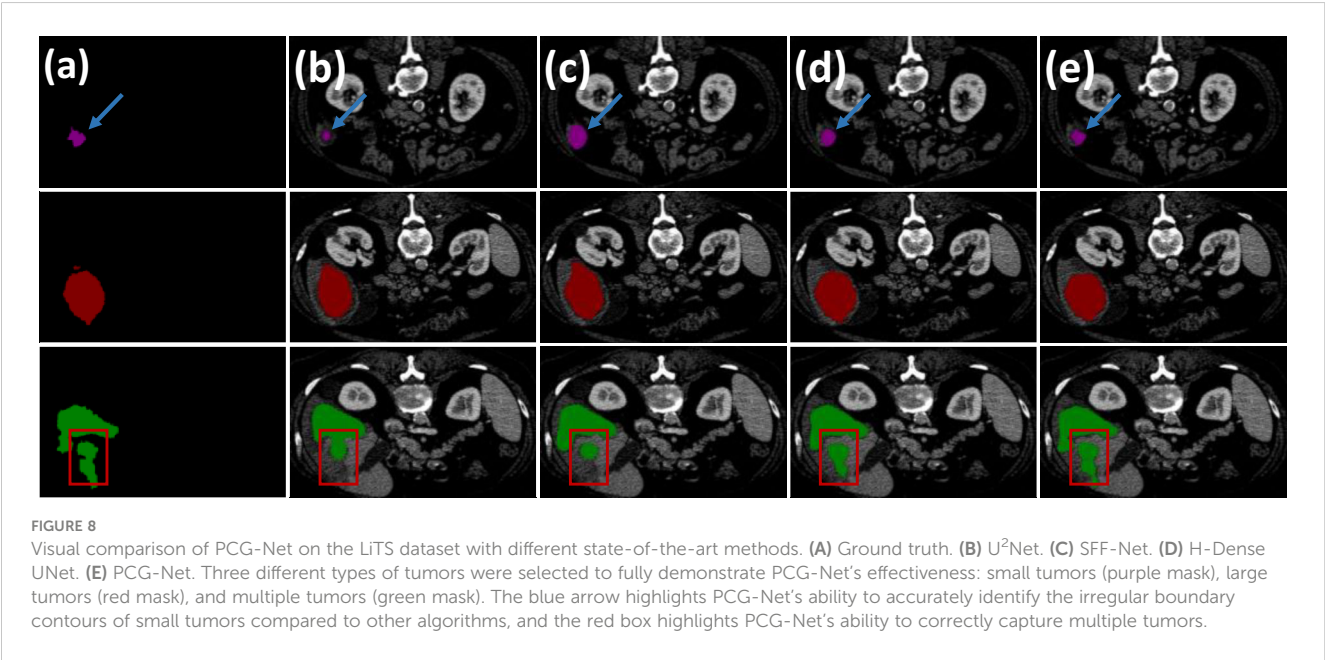 (a) (b) (c) (d) (e)
FIGURE 8
Visual comparison of PCG-Net on the LiTS dataset with different state-of-the-art methods. (A) Ground truth. (B) U²Net. (C) SFF-Net. (D) H-Dense
UNet. (E) PCG-Net. Three different types of tumors were selected to fully demonstrate PCG-Net's effectiveness: small tumors (purple mask), large
tumors (red mask), and multiple tumors (green mask). The blue arrow highlights PCG-Net's ability to accurately identify the irregular boundary
contours of small tumors compared to other algorithms, and the red box highlights PCG-Net's ability to correctly capture multiple tumors.